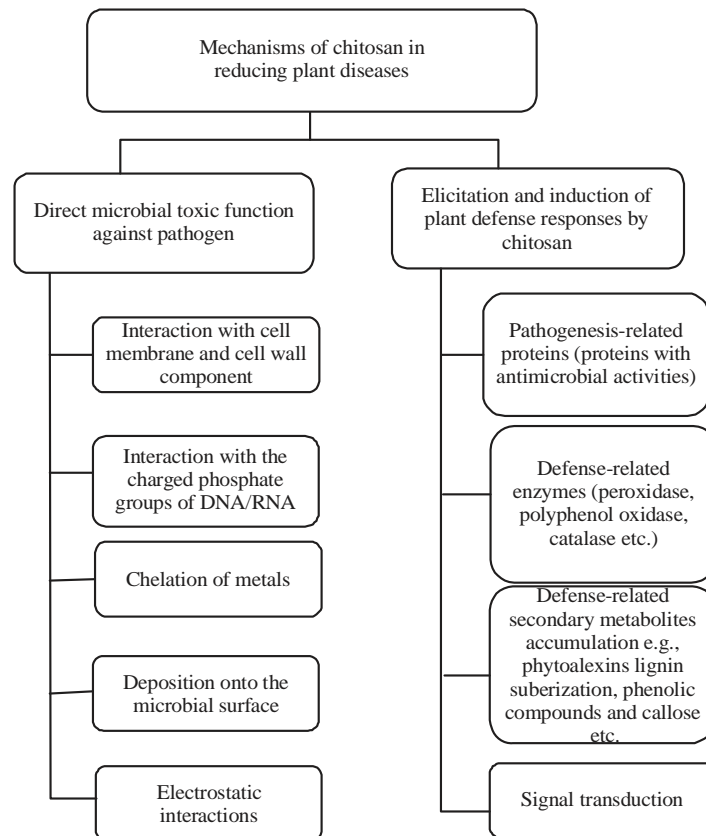 Mechanisms of chitosan in
reducing plant diseases
Direct microbial toxic function
against pathogen
Elicitation and induction of
plant defense responses by
chitosan
Interaction with cell
membrane and cell wall
component
Interaction with the
charged phosphate
groups of DNA/RNA
Chelation of metals
Deposition onto the
microbial surface
Electrostatic
interactions
Pathogenesis-related
proteins (proteins with
antimicrobial activities)
Defense-related
enzymes (peroxidase,
polyphenol oxidase,
catalase etc.)
Defense-related
secondary metabolites
accumulation e.g.,
phytoalexins lignin
suberization, phenolic
compounds and callose
etc.
Signal transduction